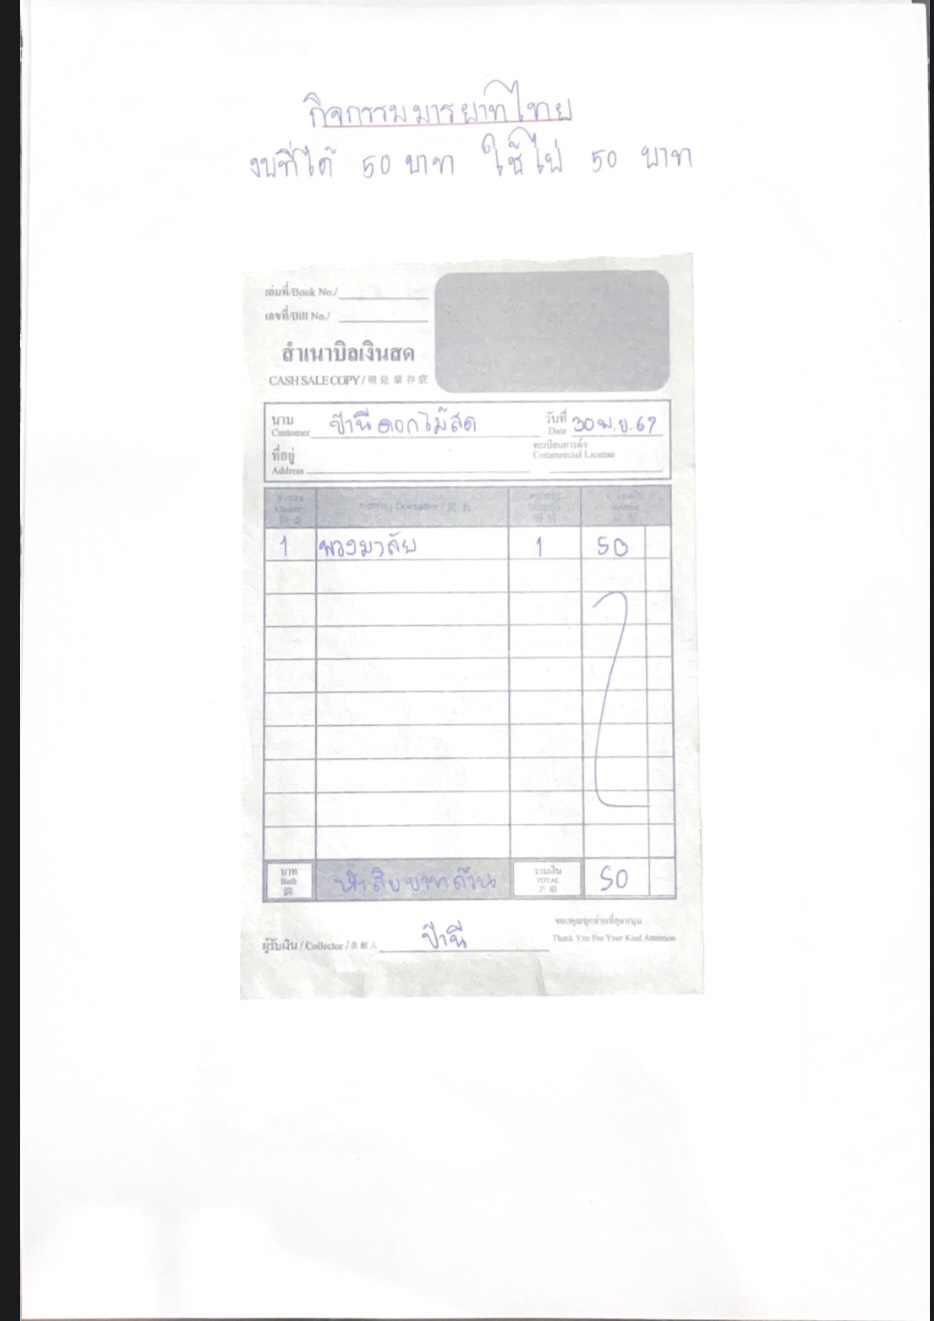 กิจกรรมมารยาทไทย
งบที่ได้ 50 บาท ใช้ไป 50 บาท
เล่มที่/Book No./
เลขที่/Bill No./
สำเนาบิลเงินสด
CASH SALE COPY / 現兑單存底
นาม ป้านีดอกไม้สด วันที่ 30 พ.ย. 67
Customer Date
ที่อยู่ ทะเบียนการค้า
Address Commercial License
1 พวงมาลัย 1 50
บาท ห้าสิบบาทถ้วน รวมเงิน 50
Baht TOTAL
ผู้รับเงิน / Collector / ป้านี
ขอบคุณทุกท่านที่อุดหนุน
Thank You For Your Kind Attention